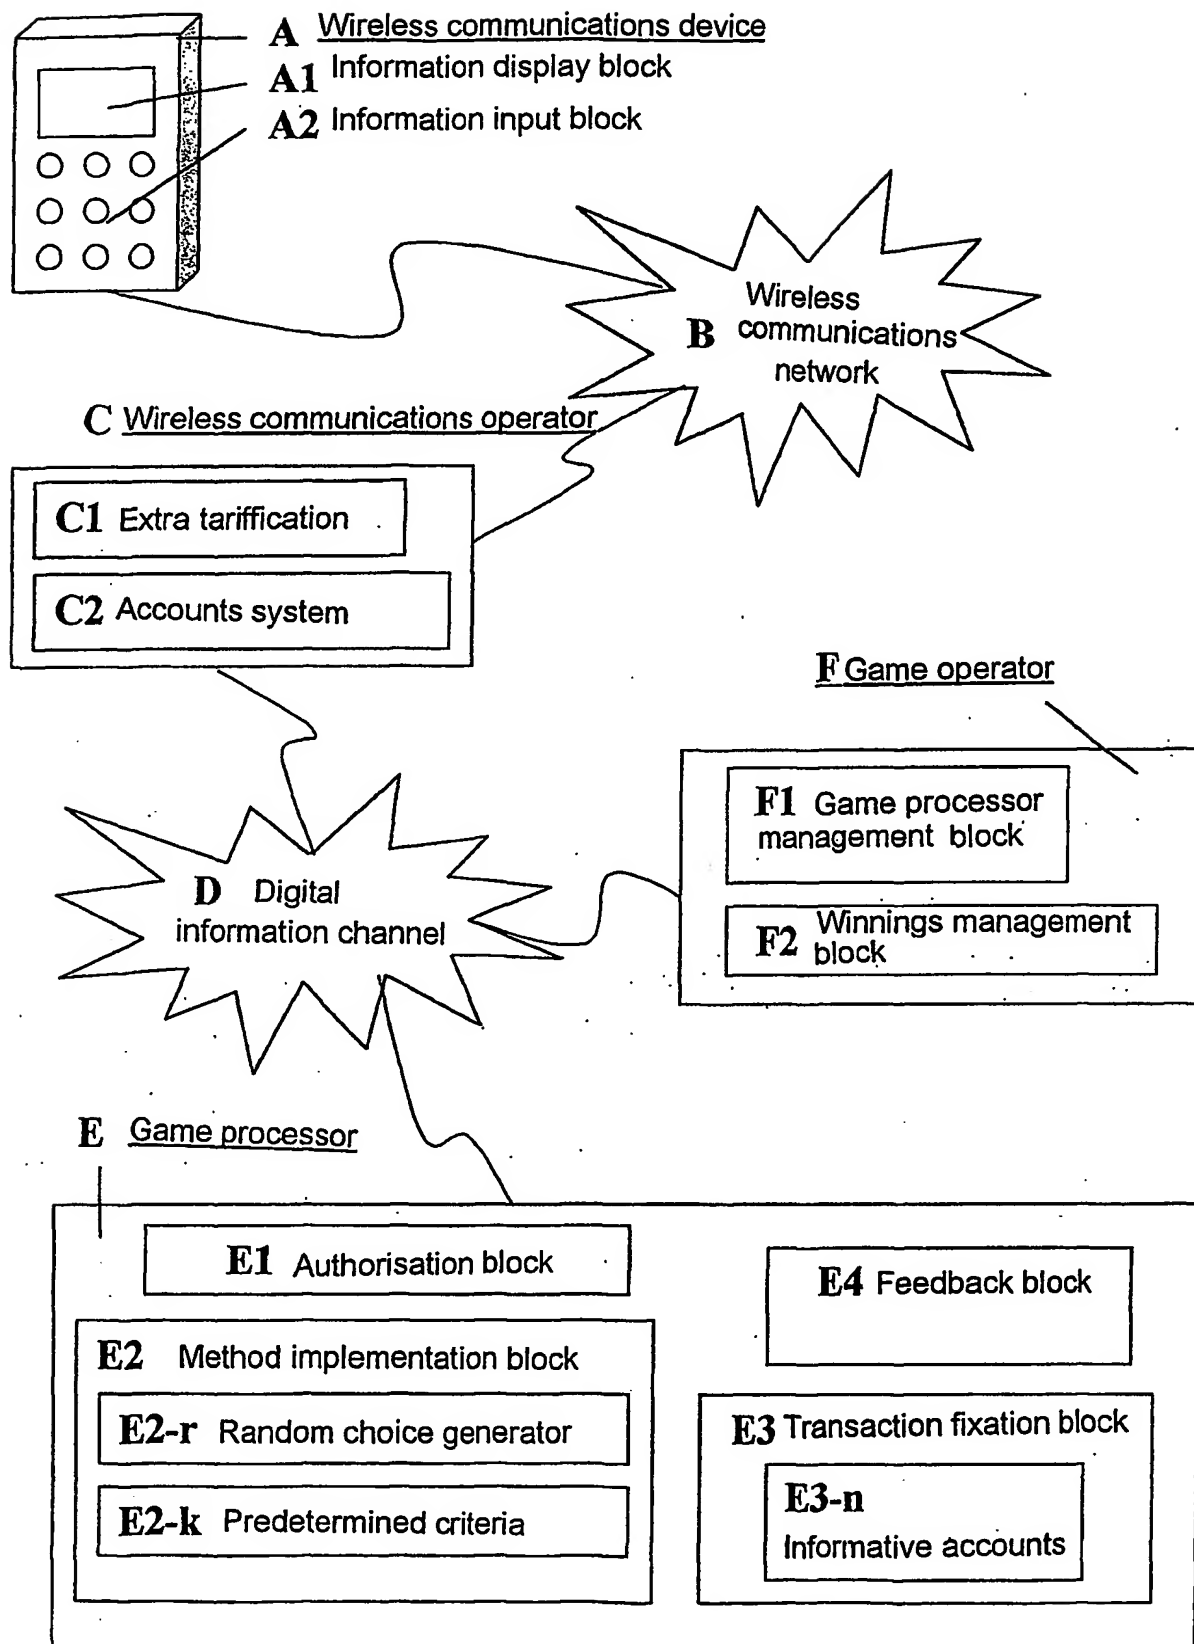 A Wireless communications device
A1 Information display block
A2 Information input block
Wireless
B communications
network
C Wireless communications operator
C1 Extra tariffication
C2 Accounts system
F Game operator
F1 Game processor
management block
F2 Winnings management
block
D Digital
information channel
E Game processor
E1 Authorisation block
E4 Feedback block
E2 Method implementation block
E2-r Random choice generator
E2-k Predetermined criteria
E3 Transaction fixation block
E3-n
Informative accounts